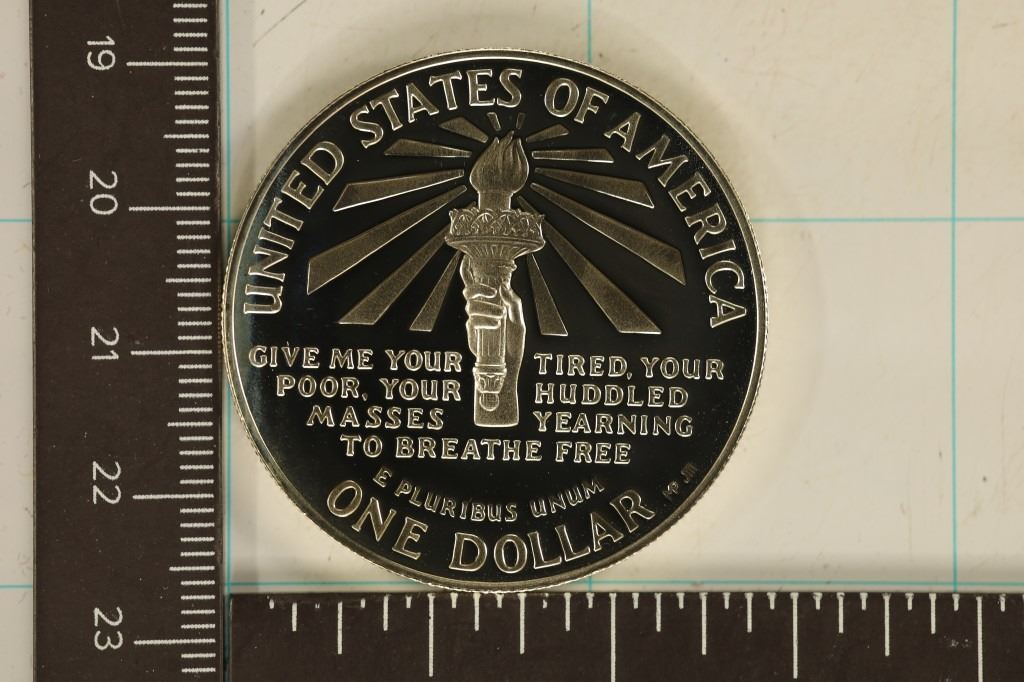 UNITED STATES OF AMERICA
GIVE ME YOUR TIRED, YOUR
POOR, YOUR HUDDLED
MASSES YEARNING
TO BREATHE FREE
E PLURIBUS UNUM
ONE DOLLAR
19
20
21
22
23